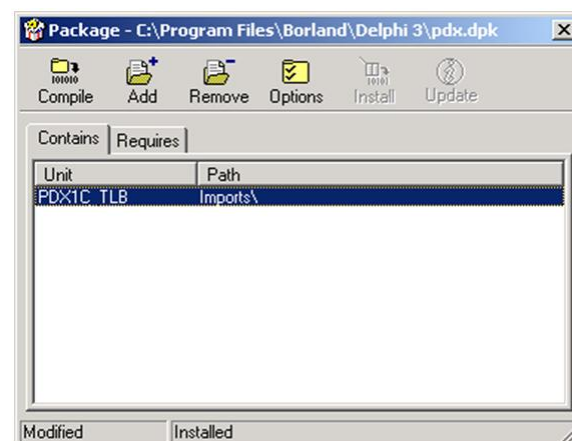 Package - C:\Program Files\Borland\Delphi 3\pdx.dpk
Compile Add Remove Options Install Update
Contains Requires
Unit Path
PDX1C_TLB Imports\
Modified Installed